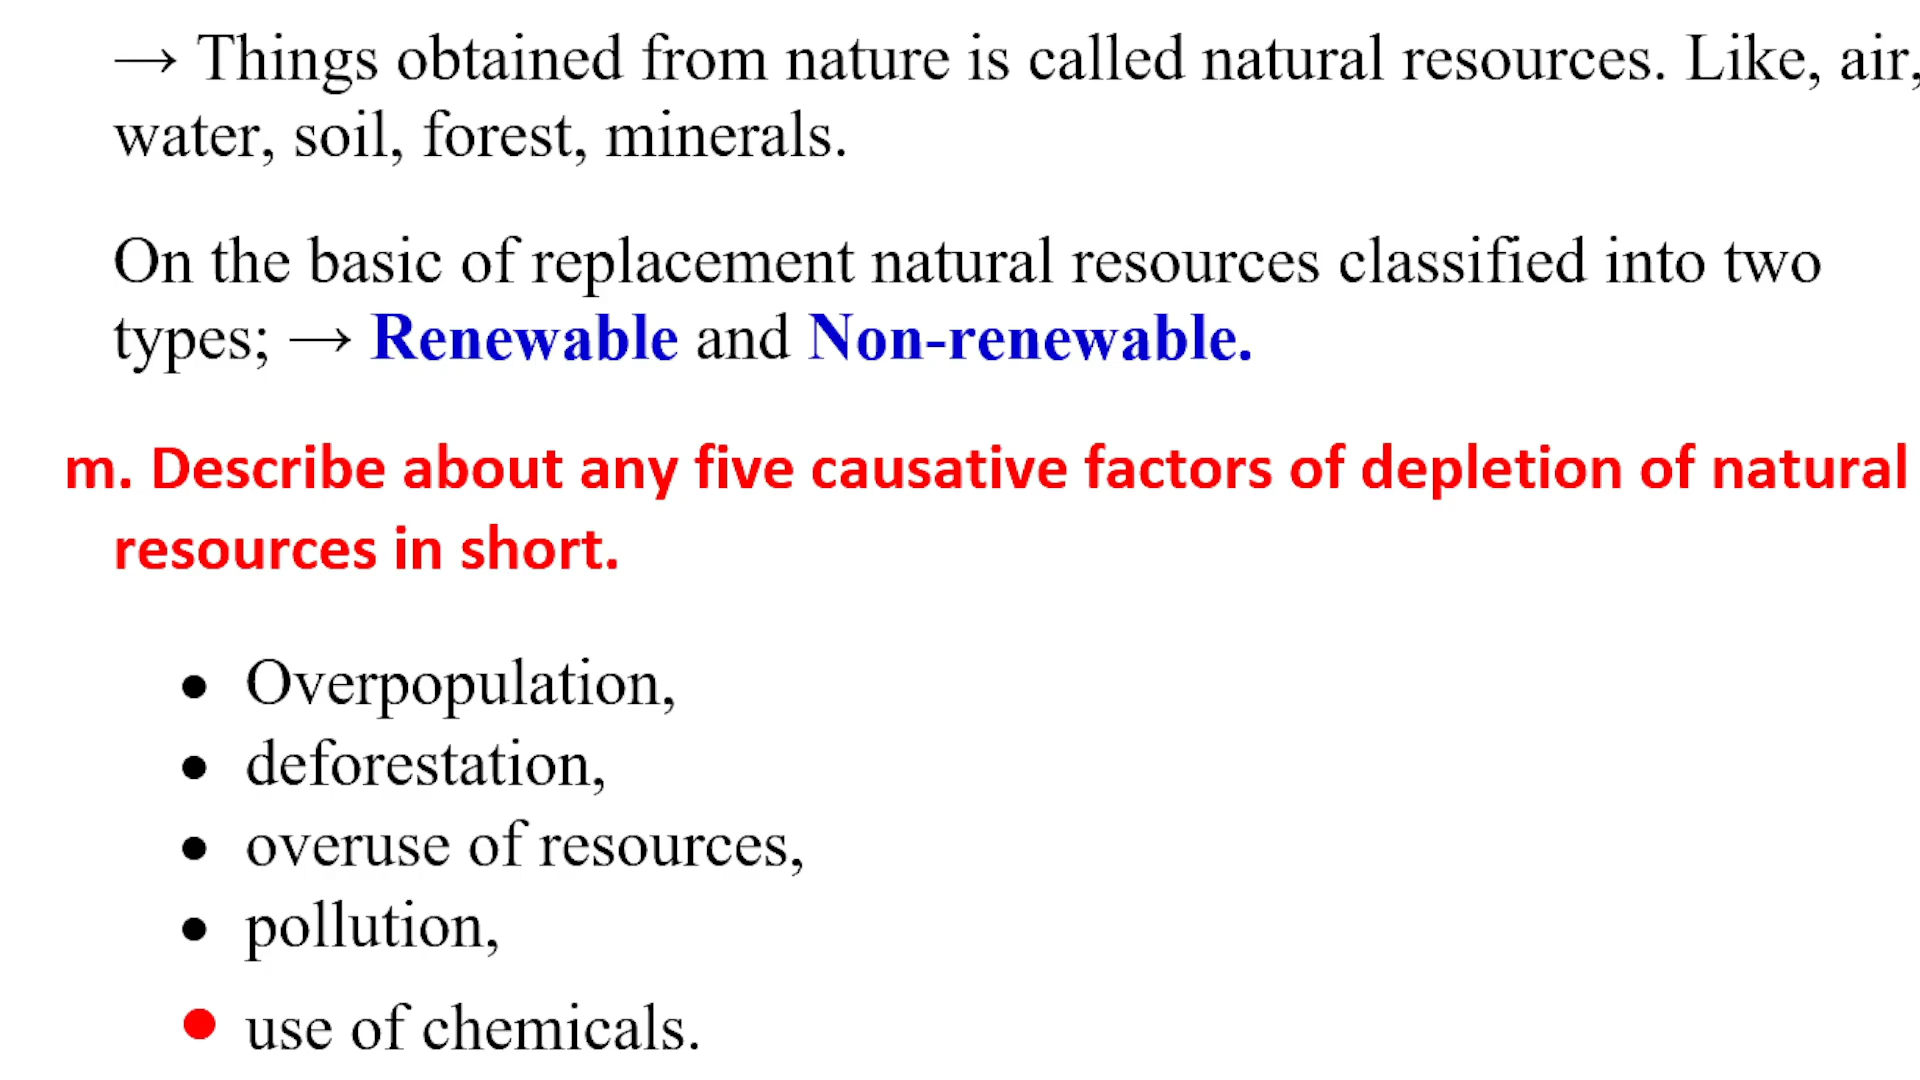 → Things obtained from nature is called natural resources. Like, air,
water, soil, forest, minerals.
On the basic of replacement natural resources classified into two
types; → Renewable and Non-renewable.
m. Describe about any five causative factors of depletion of natural
resources in short.
● Overpopulation,
● deforestation,
● overuse of resources,
● pollution,
● use of chemicals.